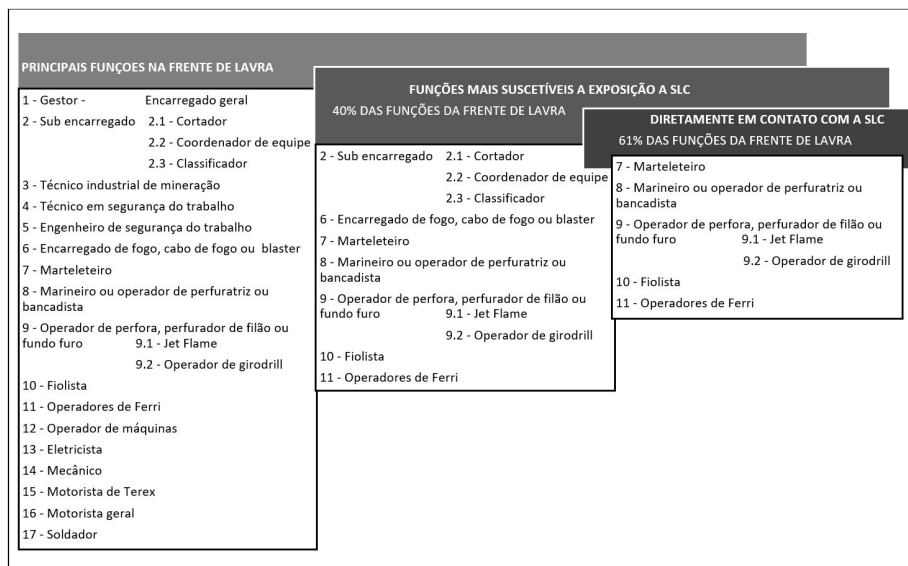 PRINCIPAIS FUNÇOES NA FRENTE DE LAVRA
1 - Gestor - Encarregado geral
2 - Sub encarregado 2.1 - Cortador
2.2 - Coordenador de equipe
2.3 - Classificador
3 - Técnico industrial de mineração
4 - Técnico em segurança do trabalho
5 - Engenheiro de segurança do trabalho
6 - Encarregado de fogo, cabo de fogo ou blaster
7 - Marteleteiro
8 - Marineiro ou operador de perfuratriz ou
bancadista
9 - Operador de perfora, perfurador de filão ou
fundo furo 9.1 - Jet Flame
9.2 - Operador de girodrill
10 - Fiolista
11 - Operadores de Ferri
12 - Operador de máquinas
13 - Eletricista
14 - Mecânico
15 - Motorista de Terex
16 - Motorista geral
17 - Soldador
FUNÇÕES MAIS SUSCETÍVEIS A EXPOSIÇÃO A SLC
40% DAS FUNÇÕES DA FRENTE DE LAVRA
2 - Sub encarregado 2.1 - Cortador
2.2 - Coordenador de equipe
2.3 - Classificador
6 - Encarregado de fogo, cabo de fogo ou blaster
7 - Marteleteiro
8 - Marineiro ou operador de perfuratriz ou
bancadista
9 - Operador de perfora, perfurador de filão ou
fundo furo 9.1 - Jet Flame
9.2 - Operador de girodrill
10 - Fiolista
11 - Operadores de Ferri
DIRETAMENTE EM CONTATO COM A SLC
61% DAS FUNÇÕES DA FRENTE DE LAVRA
7 - Marteleteiro
8 - Marineiro ou operador de perfuratriz ou
bancadista
9 - Operador de perfora, perfurador de filão ou
fundo furo 9.1 - Jet Flame
9.2 - Operador de girodrill
10 - Fiolista
11 - Operadores de Ferri